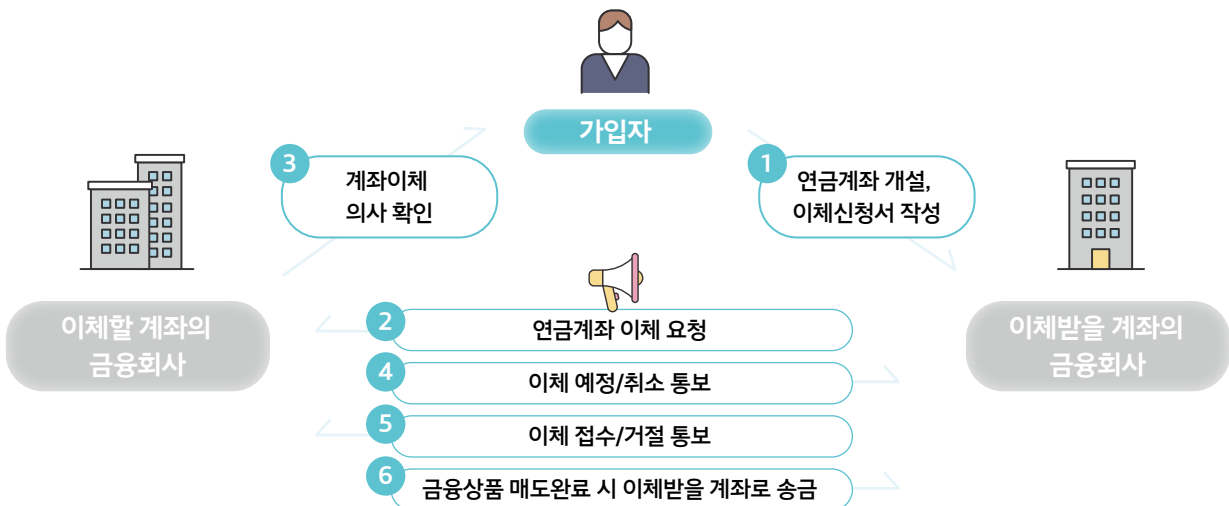 가입자
3
계좌이체
의사 확인
1
연금계좌 개설,
이체신청서 작성
이체할 계좌의
금융회사
이체받을 계좌의
금융회사
2
연금계좌 이체 요청
4
이체 예정/취소 통보
5
이체 접수/거절 통보
6
금융상품 매도완료 시 이체받을 계좌로 송금